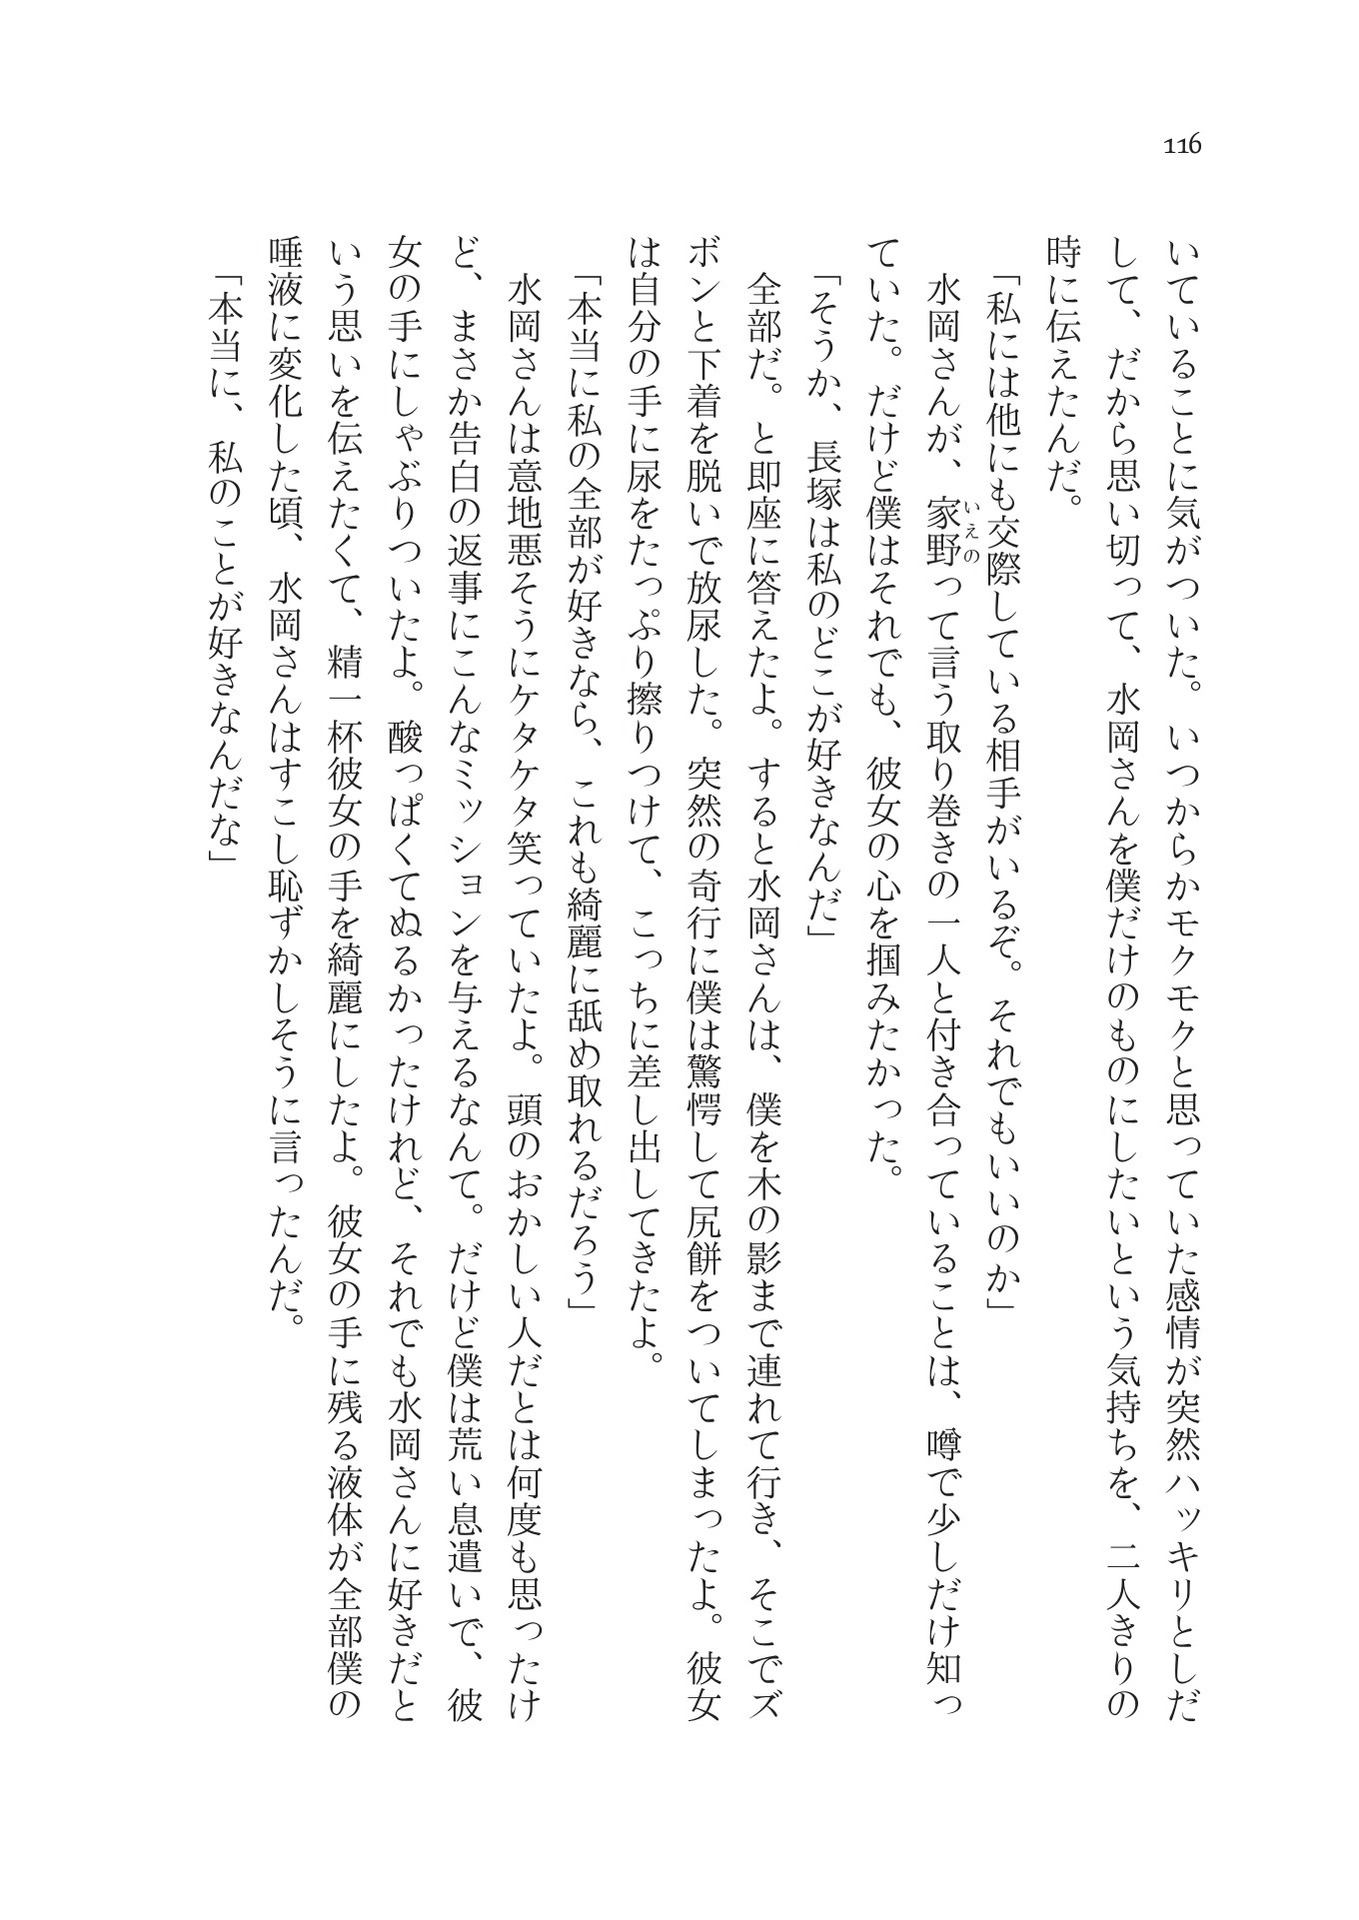 116
いていることに気がついた。いつからかモクモクと思っていた感情が突然ハッキリとしだ
して、だから思い切って、水岡さんを僕だけのものにしたいという気持ちを、二人きりの
時に伝えたんだ。
「私には他にも交際している相手がいるぞ。それでもいいのか」
水岡さんが、家野って言う取り巻きの一人と付き合っていることは、噂で少しだけ知っ
いえの
ていた。だけど僕はそれでも、彼女の心を掴みたかった。
「そうか、長塚は私のどこが好きなんだ」
全部だ。と即座に答えたよ。すると水岡さんは、僕を木の影まで連れて行き、そこでズ
ボンと下着を脱いで放尿した。突然の奇行に僕は驚愕して尻餅をついてしまったよ。彼女
は自分の手に尿をたっぷり擦りつけて、こっちに差し出してきたよ。
「本当に私の全部が好きなら、これも綺麗に舐め取れるだろう」
水岡さんは意地悪そうにケタケタ笑っていたよ。頭のおかしい人だとは何度も思ったけ
ど、まさか告白の返事にこんなミッションを与えるなんて。だけど僕は荒い息遣いで、彼
女の手にしゃぶりついたよ。酸っぱくてぬるかったけれど、それでも水岡さんに好きだと
いう思いを伝えたくて、精一杯彼女の手を綺麗にしたよ。彼女の手に残る液体が全部僕の
唾液に変化した頃、水岡さんはすこし恥ずかしそうに言ったんだ。
「本当に、私のことが好きなんだな」